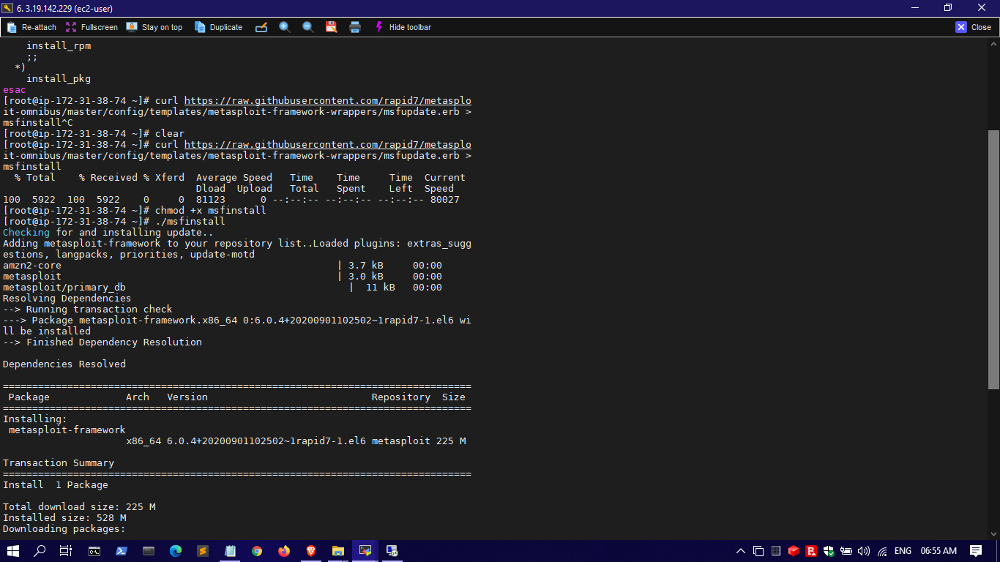 6. 3.19.142.229 (ec2-user)
Re-attach Fullscreen Stay on top Duplicate Hide toolbar Close
install_rpm
;;
*)
install_pkg
esac
[root@ip-172-31-38-74 ~]# curl https://raw.githubusercontent.com/rapid7/metasplo
it-omnibus/master/config/templates/metasploit-framework-wrappers/msfupdate.erb >
msfinstall^C
[root@ip-172-31-38-74 ~]# clear
[root@ip-172-31-38-74 ~]# curl https://raw.githubusercontent.com/rapid7/metasplo
it-omnibus/master/config/templates/metasploit-framework-wrappers/msfupdate.erb >
msfinstall
% Total % Received % Xferd Average Speed Time Time Time Current
Dload Upload Total Spent Left Speed
100 5922 100 5922 0 0 81123 0 --:--:-- --:--:-- --:--:-- 80027
[root@ip-172-31-38-74 ~]# chmod +x msfinstall
[root@ip-172-31-38-74 ~]# ./msfinstall
Checking for and installing update..
Adding metasploit-framework to your repository list..Loaded plugins: extras_sugg
estions, langpacks, priorities, update-motd
amzn2-core | 3.7 kB 00:00
metasploit | 3.0 kB 00:00
metasploit/primary_db | 11 kB 00:00
Resolving Dependencies
--> Running transaction check
---> Package metasploit-framework.x86_64 0:6.0.4+20200901102502~1rapid7-1.el6 wi
ll be installed
--> Finished Dependency Resolution
Dependencies Resolved
================================================================================
Package Arch Version Repository Size
================================================================================
Installing:
metasploit-framework
x86_64 6.0.4+20200901102502~1rapid7-1.el6 metasploit 225 M
Transaction Summary
================================================================================
Install 1 Package
Total download size: 225 M
Installed size: 528 M
Downloading packages:
ENG 06:55 AM